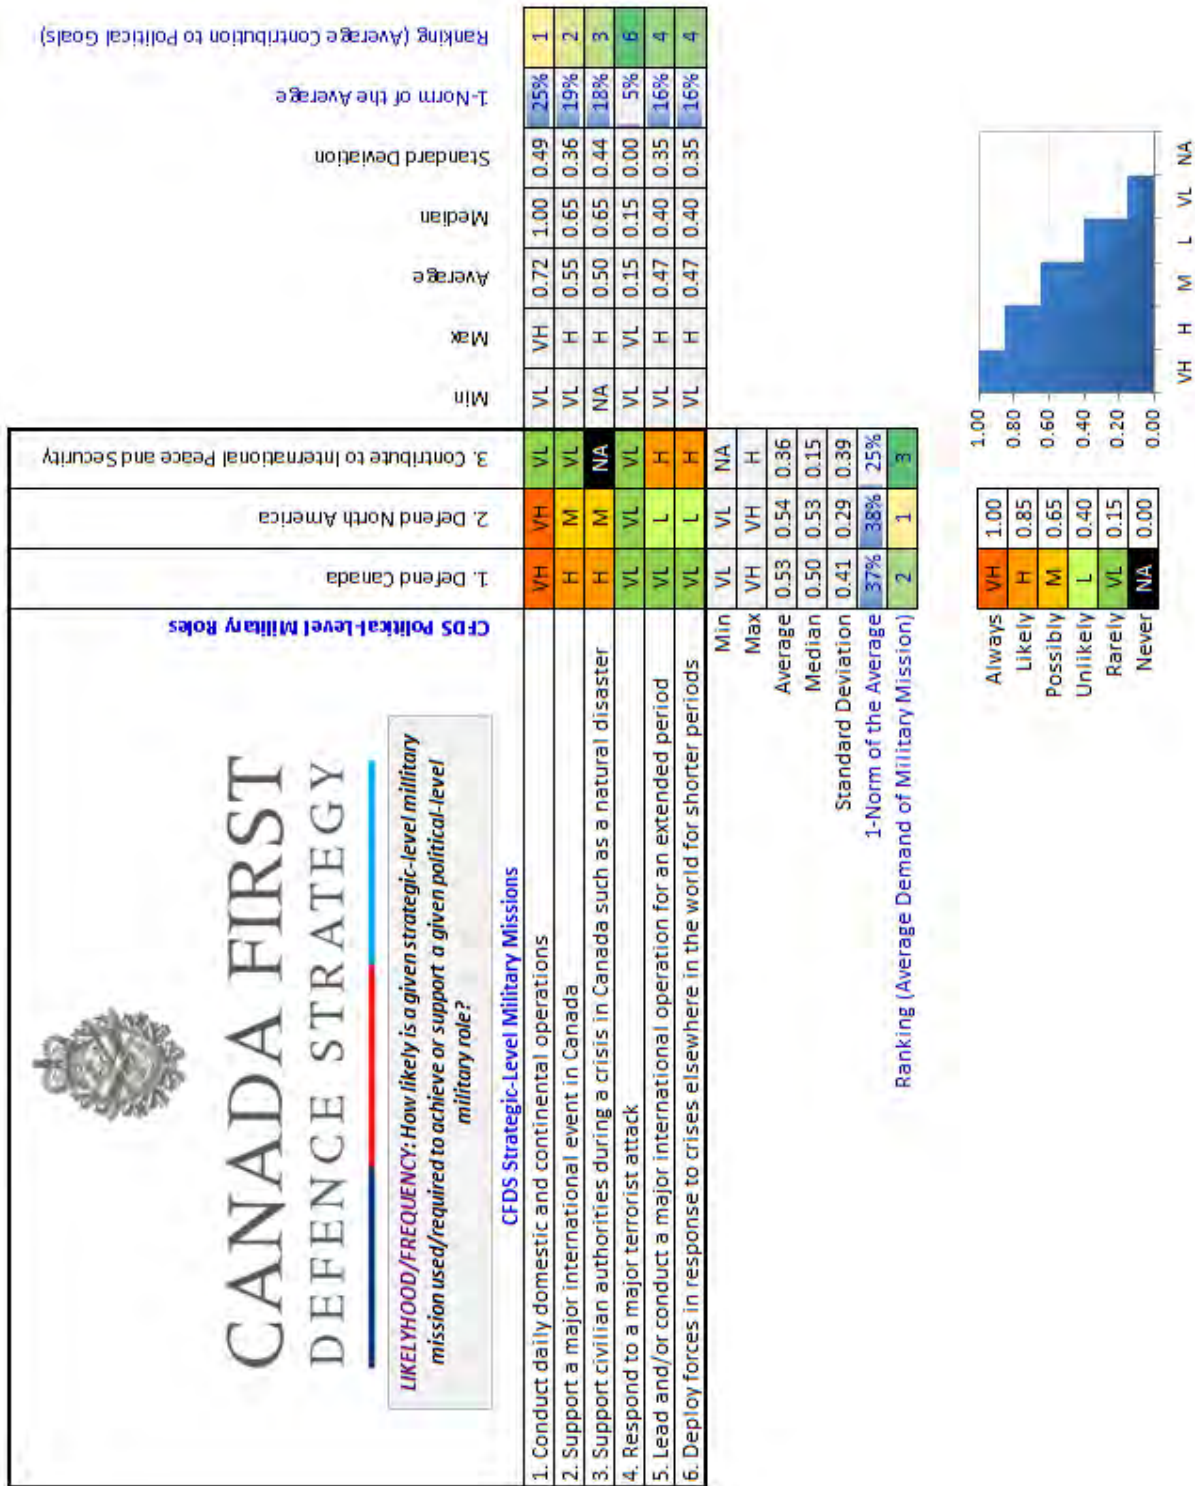 CANADA FIRST
DEFENCE STRATEGY
LIKELYHOOD/FREQUENCY: How likely is a given strategic-level millitary
mission used/required to achieve or support a given political-level
military role?
CFDS Political-Level Military Roles
1. Defend Canada
2. Defend North America
3. Contribute to International Peace and Security
Min
Max
Average
Median
Standard Deviation
1-Norm of the Average
Ranking (Average Contribution to Political Goals)
CFDS Strategic-Level Military Missions
1. Conduct daily domestic and continental operations VH VH VL VL VH 0.72 1.00 0.49 25% 1
2. Support a major international event in Canada H M VL VL H 0.55 0.65 0.36 19% 2
3. Support civilian authorities during a crisis in Canada such as a natural disaster H M NA NA H 0.50 0.65 0.44 18% 3
4. Respond to a major terrorist attack VL VL VL VL VL 0.15 0.15 0.00 5% 6
5. Lead and/or conduct a major international operation for an extended period VL L H VL H 0.47 0.40 0.35 16% 4
6. Deploy forces in response to crises elsewhere in the world for shorter periods VL L H VL H 0.47 0.40 0.35 16% 4
Min VL VL NA
Max VH VH H
Average 0.53 0.54 0.36
Median 0.50 0.53 0.15
Standard Deviation 0.41 0.29 0.39
1-Norm of the Average 37% 38% 25%
Ranking (Average Demand of Military Mission) 2 1 3
Always VH 1.00
Likely H 0.85
Possibly M 0.65
Unlikely L 0.40
Rarely VL 0.15
Never NA 0.00
1.00
0.80
0.60
0.40
0.20
0.00
VH H M L VL NA